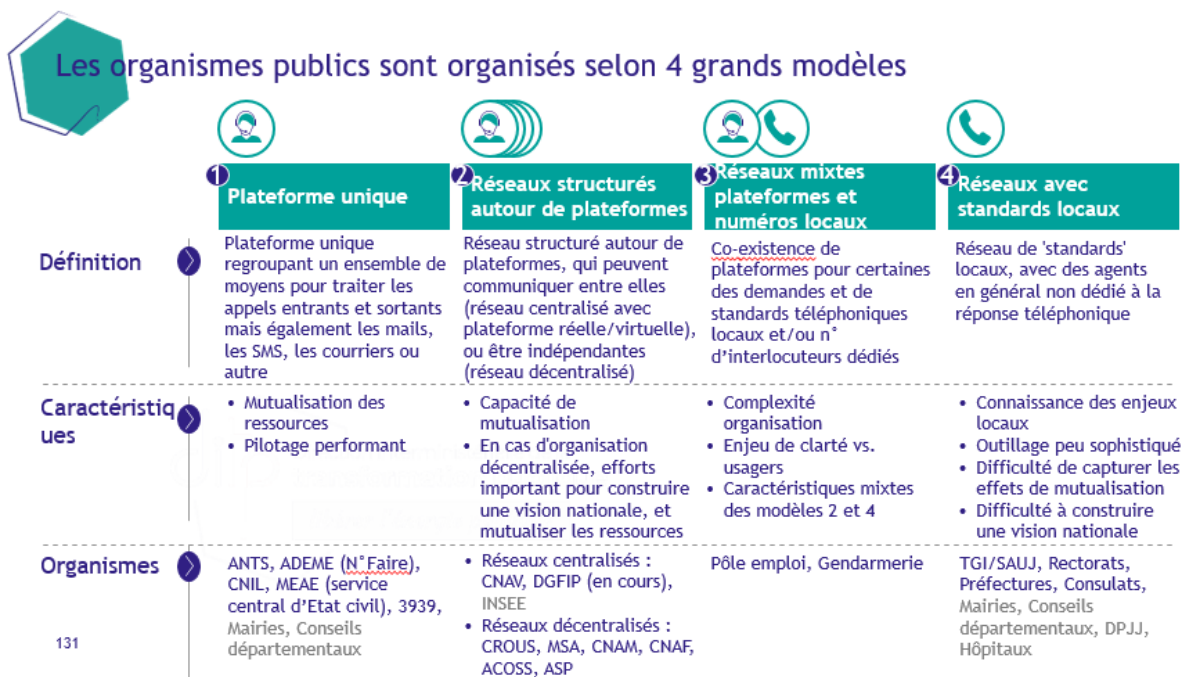 Les organismes publics sont organisés selon 4 grands modèles
1
Plateforme unique
2
Réseaux structurés
autour de plateformes
3
Réseaux mixtes
plateformes et
numéros locaux
4
Réseaux avec
standards locaux
Définition
Plateforme unique
regroupant un ensemble de
moyens pour traiter les
appels entrants et sortants
mais également les mails,
les SMS, les courriers ou
autre
Réseau structuré autour de
plateformes, qui peuvent
communiquer entre elles
(réseau centralisé avec
plateforme réelle/virtuelle),
ou être indépendantes
(réseau décentralisé)
Co-existence de
plateformes pour certaines
des demandes et de
standards téléphoniques
locaux et/ou n°
d'interlocuteurs dédiés
Réseau de 'standards'
locaux, avec des agents
en général non dédié à la
réponse téléphonique
Caractéristiq
ues
• Mutualisation des
ressources
• Pilotage performant
• Capacité de
mutualisation
• En cas d'organisation
décentralisée, efforts
important pour construire
une vision nationale, et
mutualiser les ressources
• Complexité
organisation
• Enjeu de clarté vs.
usagers
• Caractéristiques mixtes
des modèles 2 et 4
• Connaissance des enjeux
locaux
• Outillage peu sophistiqué
• Difficulté de capturer les
effets de mutualisation
• Difficulté à construire
une vision nationale
Organismes
ANTS, ADEME (N°Faire),
CNIL, MEAE (service
central d'Etat civil), 3939,
Mairies, Conseils
départementaux
• Réseaux centralisés :
CNAV, DGFIP (en cours),
INSEE
• Réseaux décentralisés :
CROUS, MSA, CNAM, CNAF,
ACOSS, ASP
Pôle emploi, Gendarmerie
TGI/SAUJ, Rectorats,
Préfectures, Consulats,
Mairies, Conseils
départementaux, DPJJ,
Hôpitaux
131